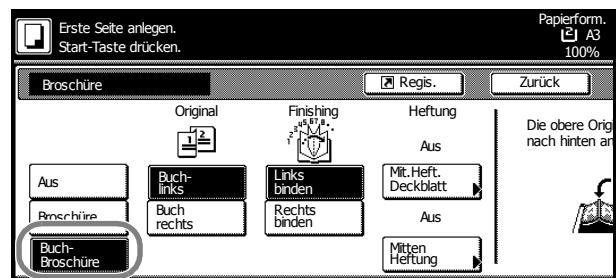 Erste Seite anlegen.
Start-Taste drücken.
Papierform.
A3
100%
Broschüre
Regis.
Zurück
Original
Finishing
Heftung
Aus
Die obere Orig
nach hinten an
Aus
Buch-
links
Links
binden
Mit.Heft.
Deckblatt
Broschüre
Buch
rechts
Rechts
binden
Aus
Buch-
Broschüre
Mitten
Heftung